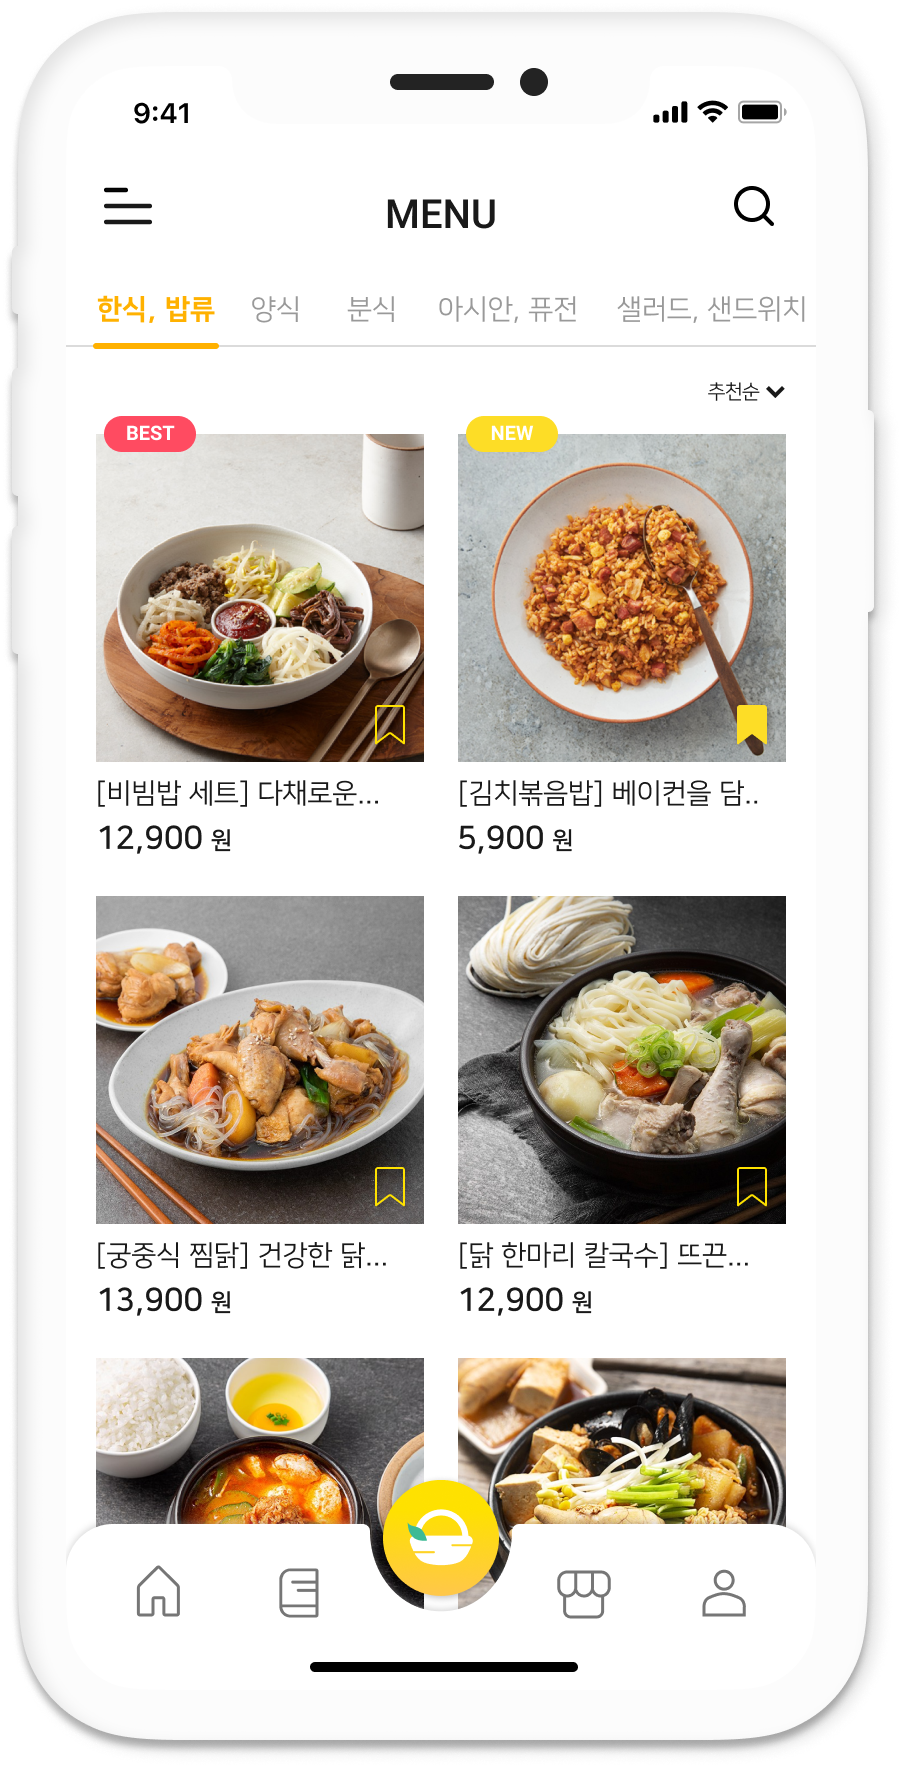 9:41
MENU
한식, 밥류 양식 분식 아시안, 퓨전 샐러드, 샌드위치
추천순
BEST
NEW
[비빔밥 세트] 다채로운...
12,900 원
[김치볶음밥] 베이컨을 담..
5,900 원
[궁중식 찜닭] 건강한 닭...
13,900 원
[닭 한마리 칼국수] 뜨끈...
12,900 원